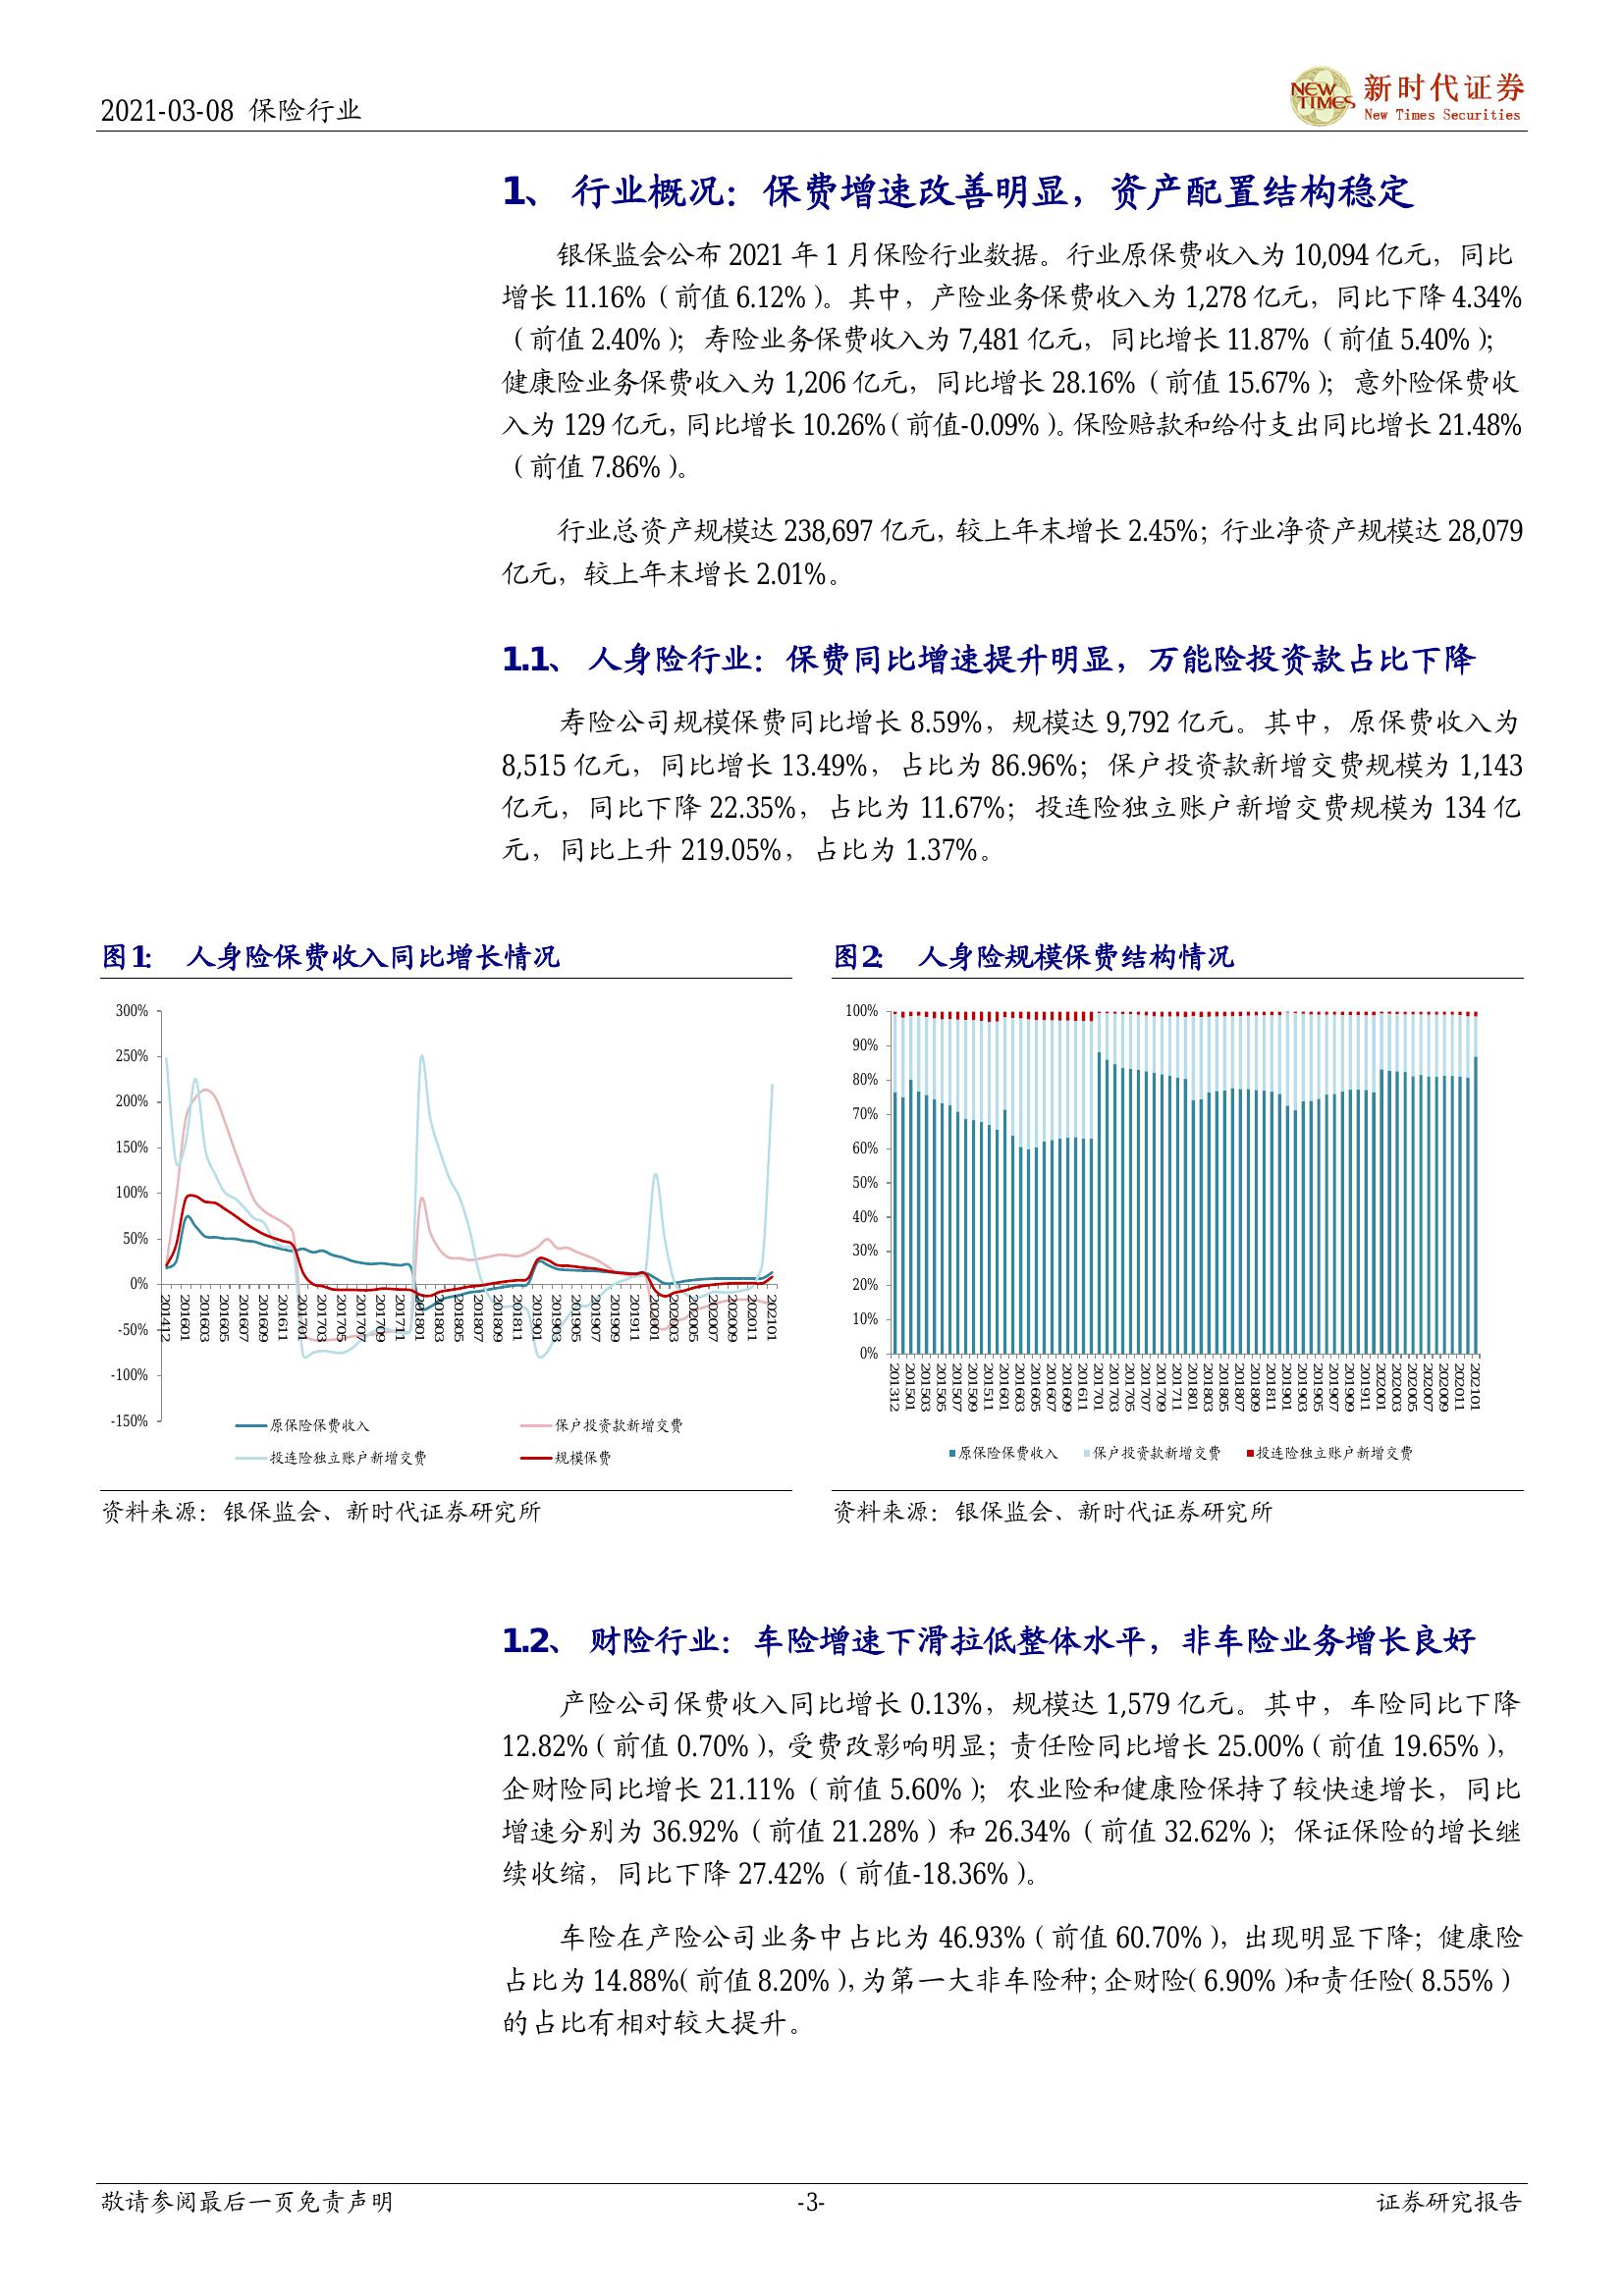 2021-03-08 保险行业
NEW TIMES
新时代证券
New Times Securities
1、 行业概况：保费增速改善明显，资产配置结构稳定
银保监会公布 2021 年 1 月保险行业数据。行业原保费收入为 10,094 亿元，同比
增长 11.16%（前值 6.12%）。其中，产险业务保费收入为 1,278 亿元，同比下降 4.34%
（前值 2.40%）；寿险业务保费收入为 7,481 亿元，同比增长 11.87%（前值 5.40%）；
健康险业务保费收入为 1,206 亿元，同比增长 28.16%（前值 15.67%）；意外险保费收
入为 129 亿元，同比增长 10.26%（前值-0.09%）。保险赔款和给付支出同比增长 21.48%
（前值 7.86%）。
行业总资产规模达 238,697 亿元，较上年末增长 2.45%；行业净资产规模达 28,079
亿元，较上年末增长 2.01%。
1.1、 人身险行业：保费同比增速提升明显，万能险投资款占比下降
寿险公司规模保费同比增长 8.59%，规模达 9,792 亿元。其中，原保费收入为
8,515 亿元，同比增长 13.49%，占比为 86.96%；保户投资款新增交费规模为 1,143
亿元，同比下降 22.35%，占比为 11.67%；投连险独立账户新增交费规模为 134 亿
元，同比上升 219.05%，占比为 1.37%。
图1： 人身险保费收入同比增长情况
300%
250%
200%
150%
100%
50%
0%
-50%
-100%
-150%
201412 201601 201603 201605 201607 201609 201611 201701 201703 201705 201707 201709 201711 201801 201803 201805 201807 201809 201811 201901 201903 201905 201907 201909 201911 202001 202003 202005 202007 202009 202011 202101
原保险保费收入 保户投资款新增交费
投连险独立账户新增交费 规模保费
资料来源：银保监会、新时代证券研究所
图2： 人身险规模保费结构情况
100%
90%
80%
70%
60%
50%
40%
30%
20%
10%
0%
201312 201501 201503 201505 201507 201509 201511 201601 201603 201605 201607 201609 201611 201701 201703 201705 201707 201709 201711 201801 201803 201805 201807 201809 201811 201901 201903 201905 201907 201909 201911 202001 202003 202005 202007 202009 202011 202101
原保险保费收入 保户投资款新增交费 投连险独立账户新增交费
资料来源：银保监会、新时代证券研究所
1.2、 财险行业：车险增速下滑拉低整体水平，非车险业务增长良好
产险公司保费收入同比增长 0.13%，规模达 1,579 亿元。其中，车险同比下降
12.82%（前值 0.70%），受费改影响明显；责任险同比增长 25.00%（前值 19.65%），
企财险同比增长 21.11%（前值 5.60%）；农业险和健康险保持了较快速增长，同比
增速分别为 36.92%（前值 21.28%）和 26.34%（前值 32.62%）；保证保险的增长继
续收缩，同比下降 27.42%（前值-18.36%）。
车险在产险公司业务中占比为 46.93%（前值 60.70%），出现明显下降；健康险
占比为 14.88%（前值 8.20%），为第一大非车险种；企财险（6.90%）和责任险（8.55%）
的占比有相对较大提升。
敬请参阅最后一页免责声明
-3-
证券研究报告